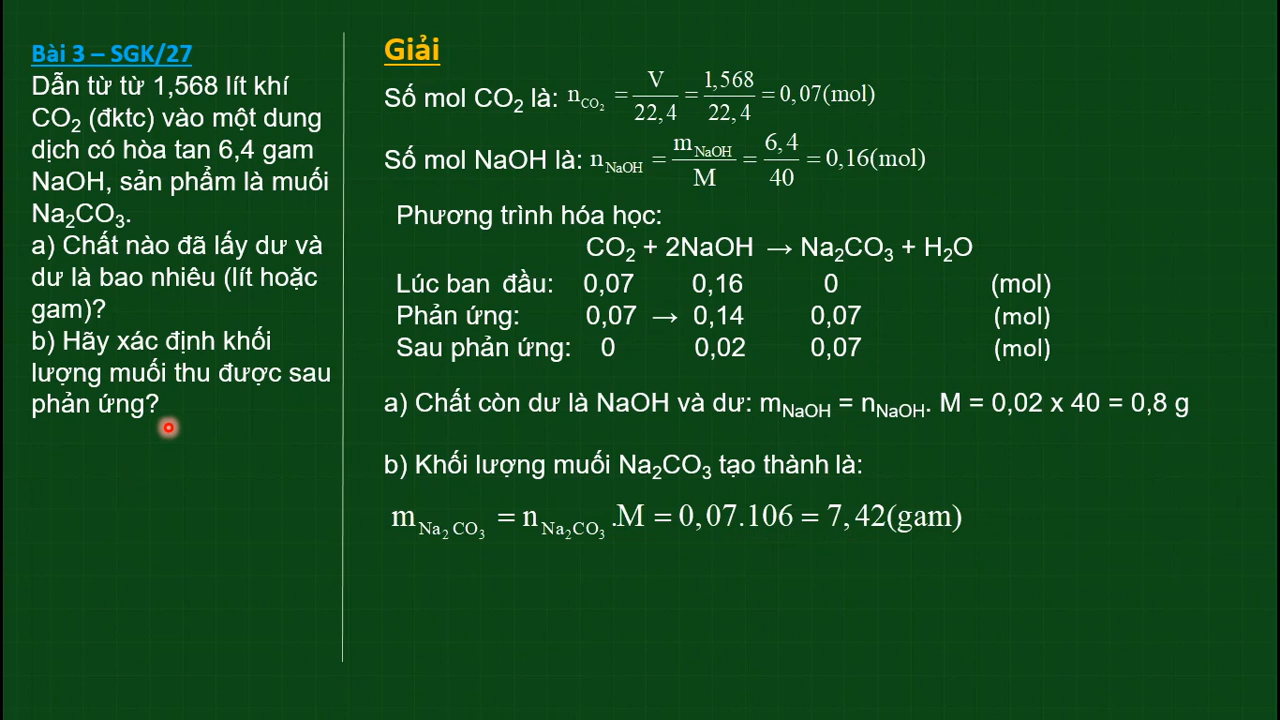 Bài 3 – SGK/27
Dẫn từ từ 1,568 lít khí
CO₂ (đktc) vào một dung
dịch có hòa tan 6,4 gam
NaOH, sản phẩm là muối
Na₂CO₃.
a) Chất nào đã lấy dư và
dư là bao nhiêu (lít hoặc
gam)?
b) Hãy xác định khối
lượng muối thu được sau
phản ứng?
Giải
Số mol CO₂ là: n_CO₂ = V/22,4 = 1,568/22,4 = 0,07(mol)
Số mol NaOH là: n_NaOH = m_NaOH/M = 6,4/40 = 0,16(mol)
Phương trình hóa học:
CO₂ + 2NaOH → Na₂CO₃ + H₂O
Lúc ban đầu: 0,07 0,16 0 (mol)
Phản ứng: 0,07 → 0,14 0,07 (mol)
Sau phản ứng: 0 0,02 0,07 (mol)
a) Chất còn dư là NaOH và dư: m_NaOH = n_NaOH. M = 0,02 x 40 = 0,8 g
b) Khối lượng muối Na₂CO₃ tạo thành là:
m_Na₂CO₃ = n_Na₂CO₃.M = 0,07.106 = 7,42(gam)